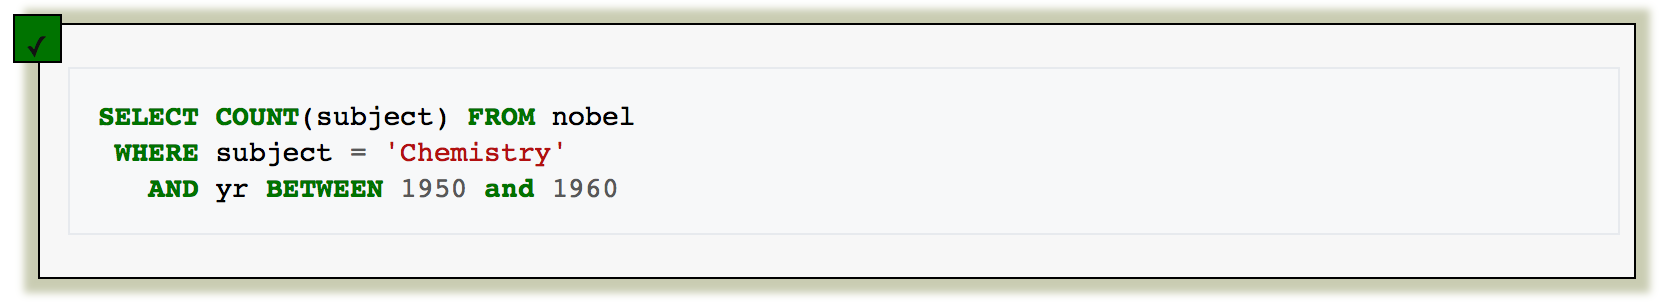 ✓
SELECT COUNT(subject) FROM nobel
WHERE subject = 'Chemistry'
AND yr BETWEEN 1950 and 1960